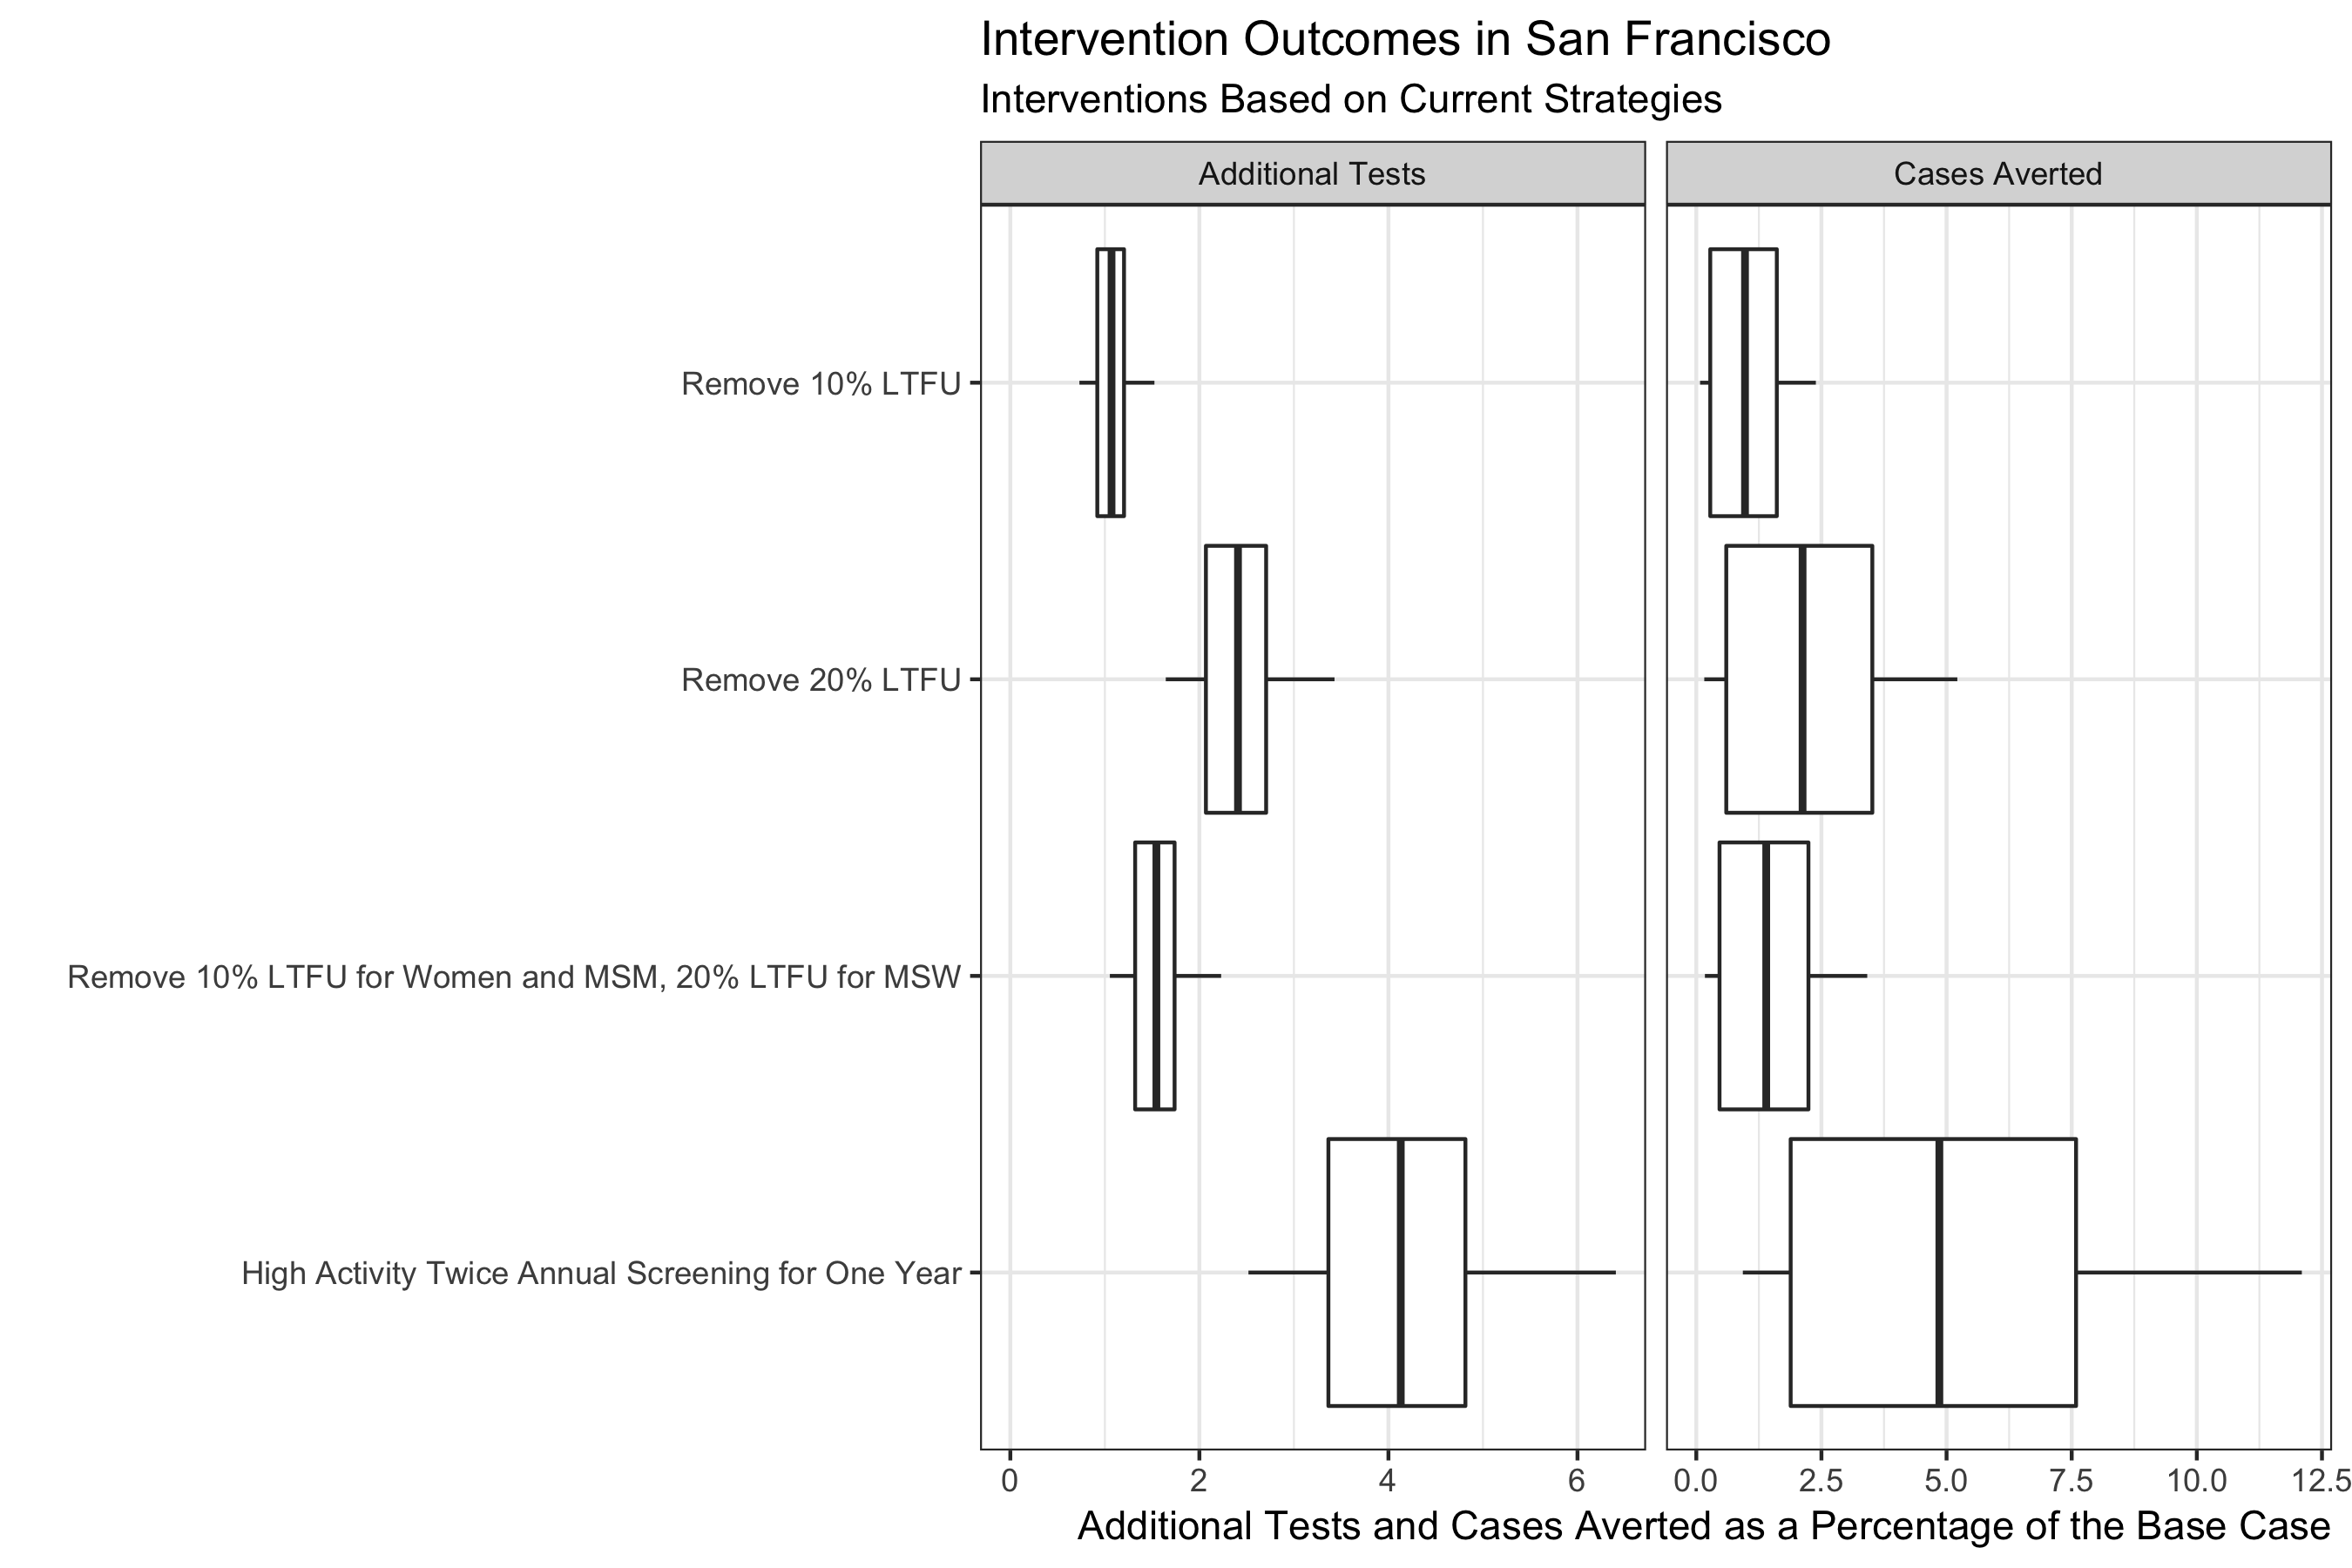 Intervention Outcomes in San Francisco
Interventions Based on Current Strategies
Additional Tests
Cases Averted
Remove 10% LTFU
Remove 20% LTFU
Remove 10% LTFU for Women and MSM, 20% LTFU for MSW
High Activity Twice Annual Screening for One Year
0 2 4 6
0.0 2.5 5.0 7.5 10.0 12.5
Additional Tests and Cases Averted as a Percentage of the Base Case